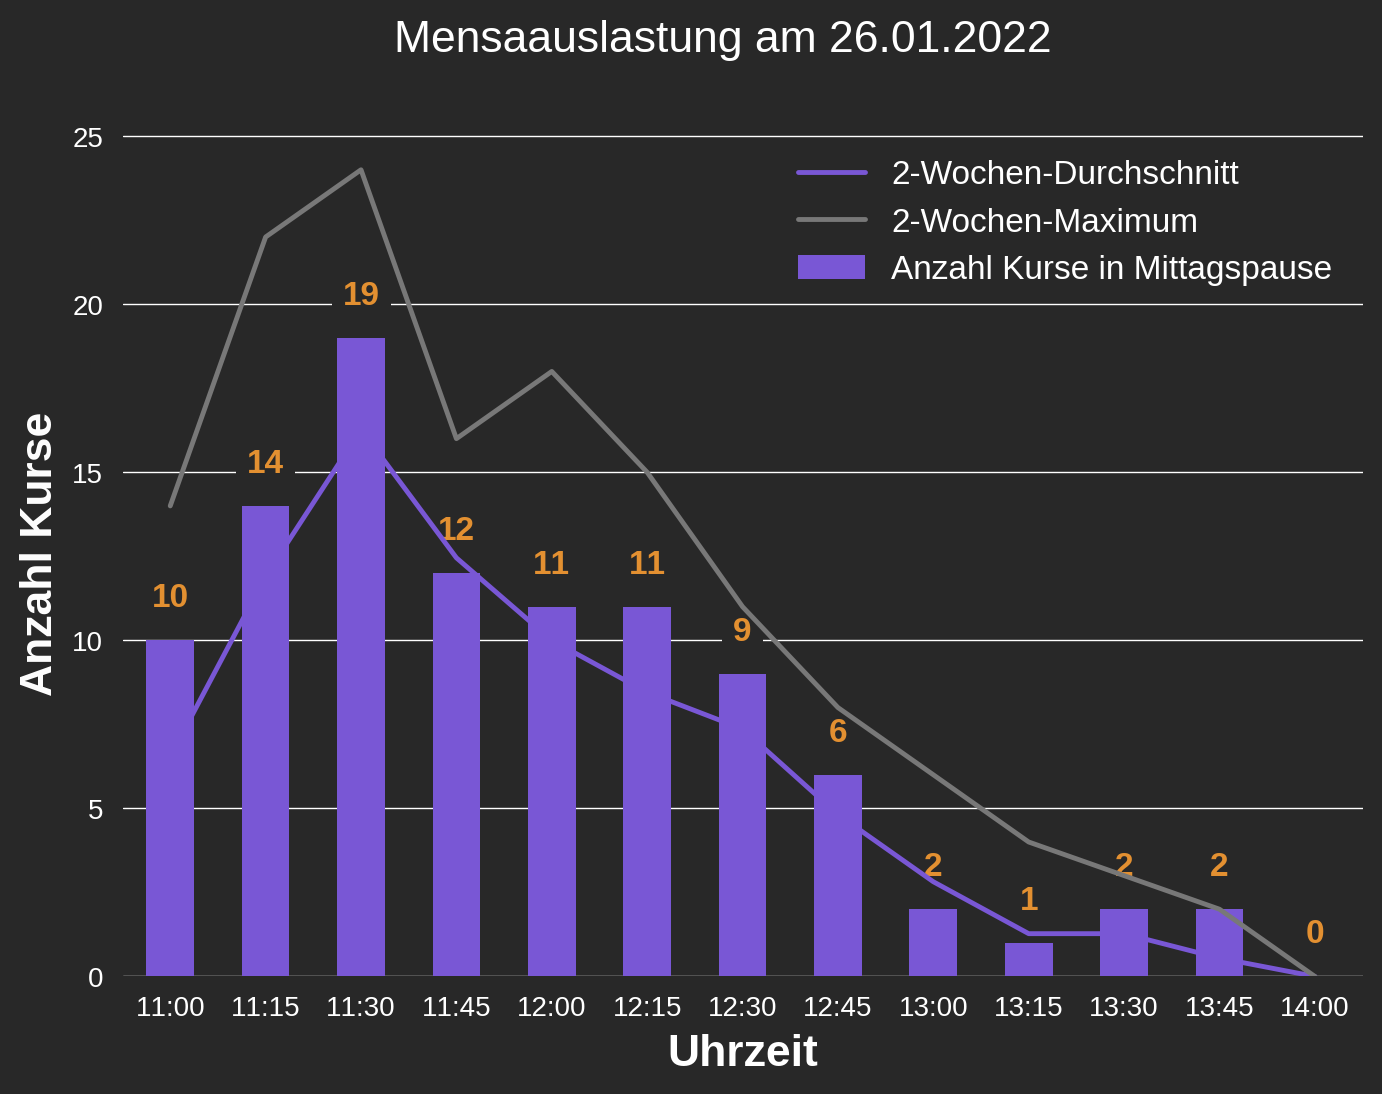 Mensaauslastung am 26.01.2022
25
20
15
10
5
0
Anzahl Kurse
2-Wochen-Durchschnitt
2-Wochen-Maximum
Anzahl Kurse in Mittagspause
10
14
19
12
11
11
9
6
2
1
2
2
0
11:00 11:15 11:30 11:45 12:00 12:15 12:30 12:45 13:00 13:15 13:30 13:45 14:00
Uhrzeit